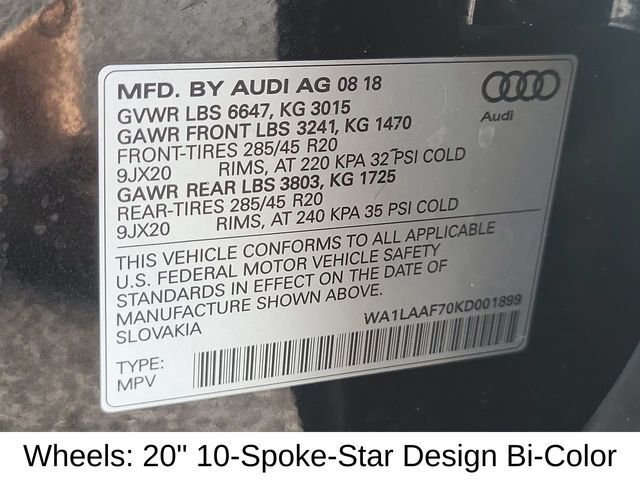 MFD. BY AUDI AG 08 18
GVWR LBS 6647, KG 3015
GAWR FRONT LBS 3241, KG 1470
FRONT-TIRES 285/45 R20
9JX20 RIMS, AT 220 KPA 32 PSI COLD
GAWR REAR LBS 3803, KG 1725
REAR-TIRES 285/45 R20
9JX20 RIMS, AT 240 KPA 35 PSI COLD
Audi
THIS VEHICLE CONFORMS TO ALL APPLICABLE
U.S. FEDERAL MOTOR VEHICLE SAFETY
STANDARDS IN EFFECT ON THE DATE OF
MANUFACTURE SHOWN ABOVE.
SLOVAKIA
WA1LAAF70KD001899
TYPE:
MPV
Wheels: 20" 10-Spoke-Star Design Bi-Color